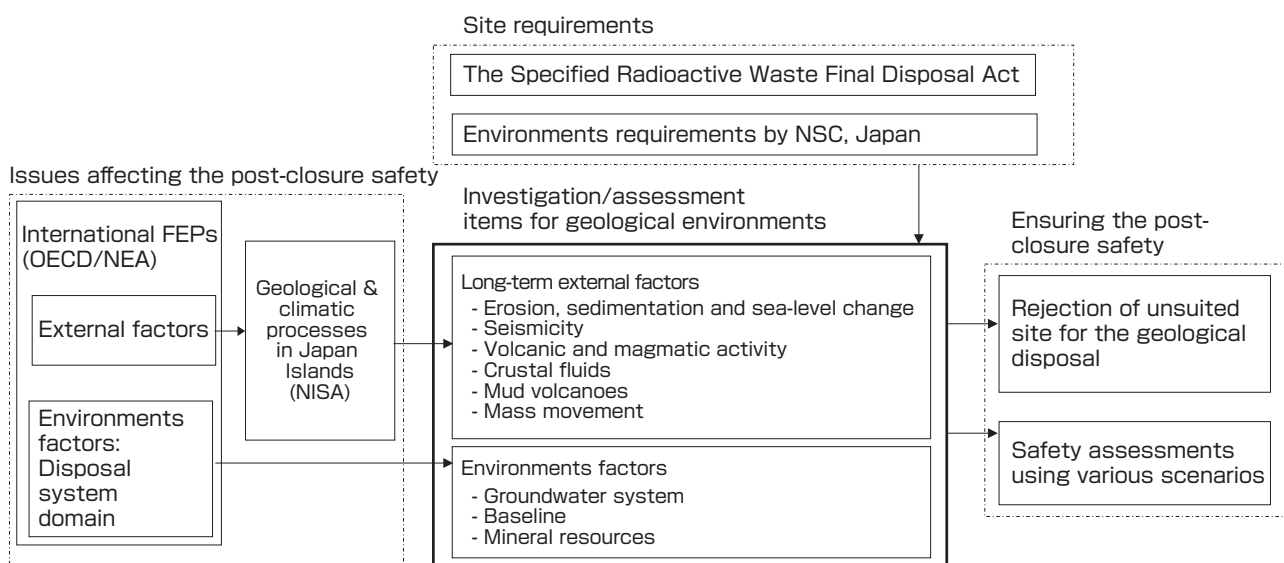 Site requirements
The Specified Radioactive Waste Final Disposal Act
Environments requirements by NSC, Japan
Issues affecting the post-closure safety
International FEPs
(OECD/NEA)
External factors
Environments
factors:
Disposal
system
domain
Geological &
climatic
processes
in Japan
Islands
(NISA)
Investigation/assessment
items for geological environments
Long-term external factors
- Erosion, sedimentation and sea-level change
- Seismicity
- Volcanic and magmatic activity
- Crustal fluids
- Mud volcanoes
- Mass movement
Environments factors
- Groundwater system
- Baseline
- Mineral resources
Ensuring the post-
closure safety
Rejection of unsuited
site for the geological
disposal
Safety assessments
using various scenarios